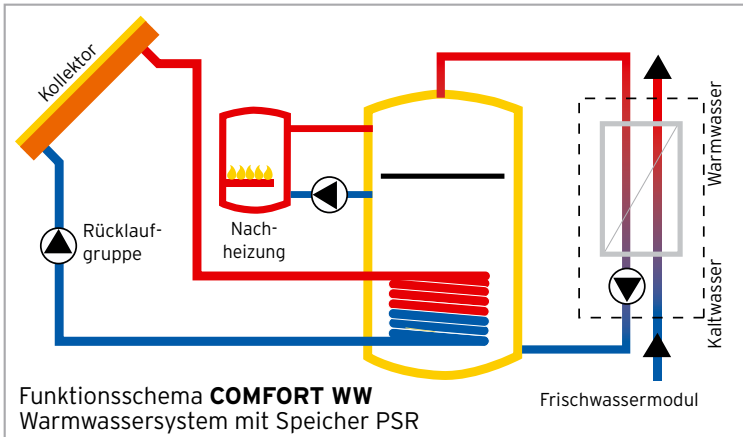 Kollektor
Rücklauf-
gruppe
Nach-
heizung
Warmwasser
Kaltwasser
Frischwassermodul
Funktionsschema COMFORT WW
Warmwassersystem mit Speicher PSR